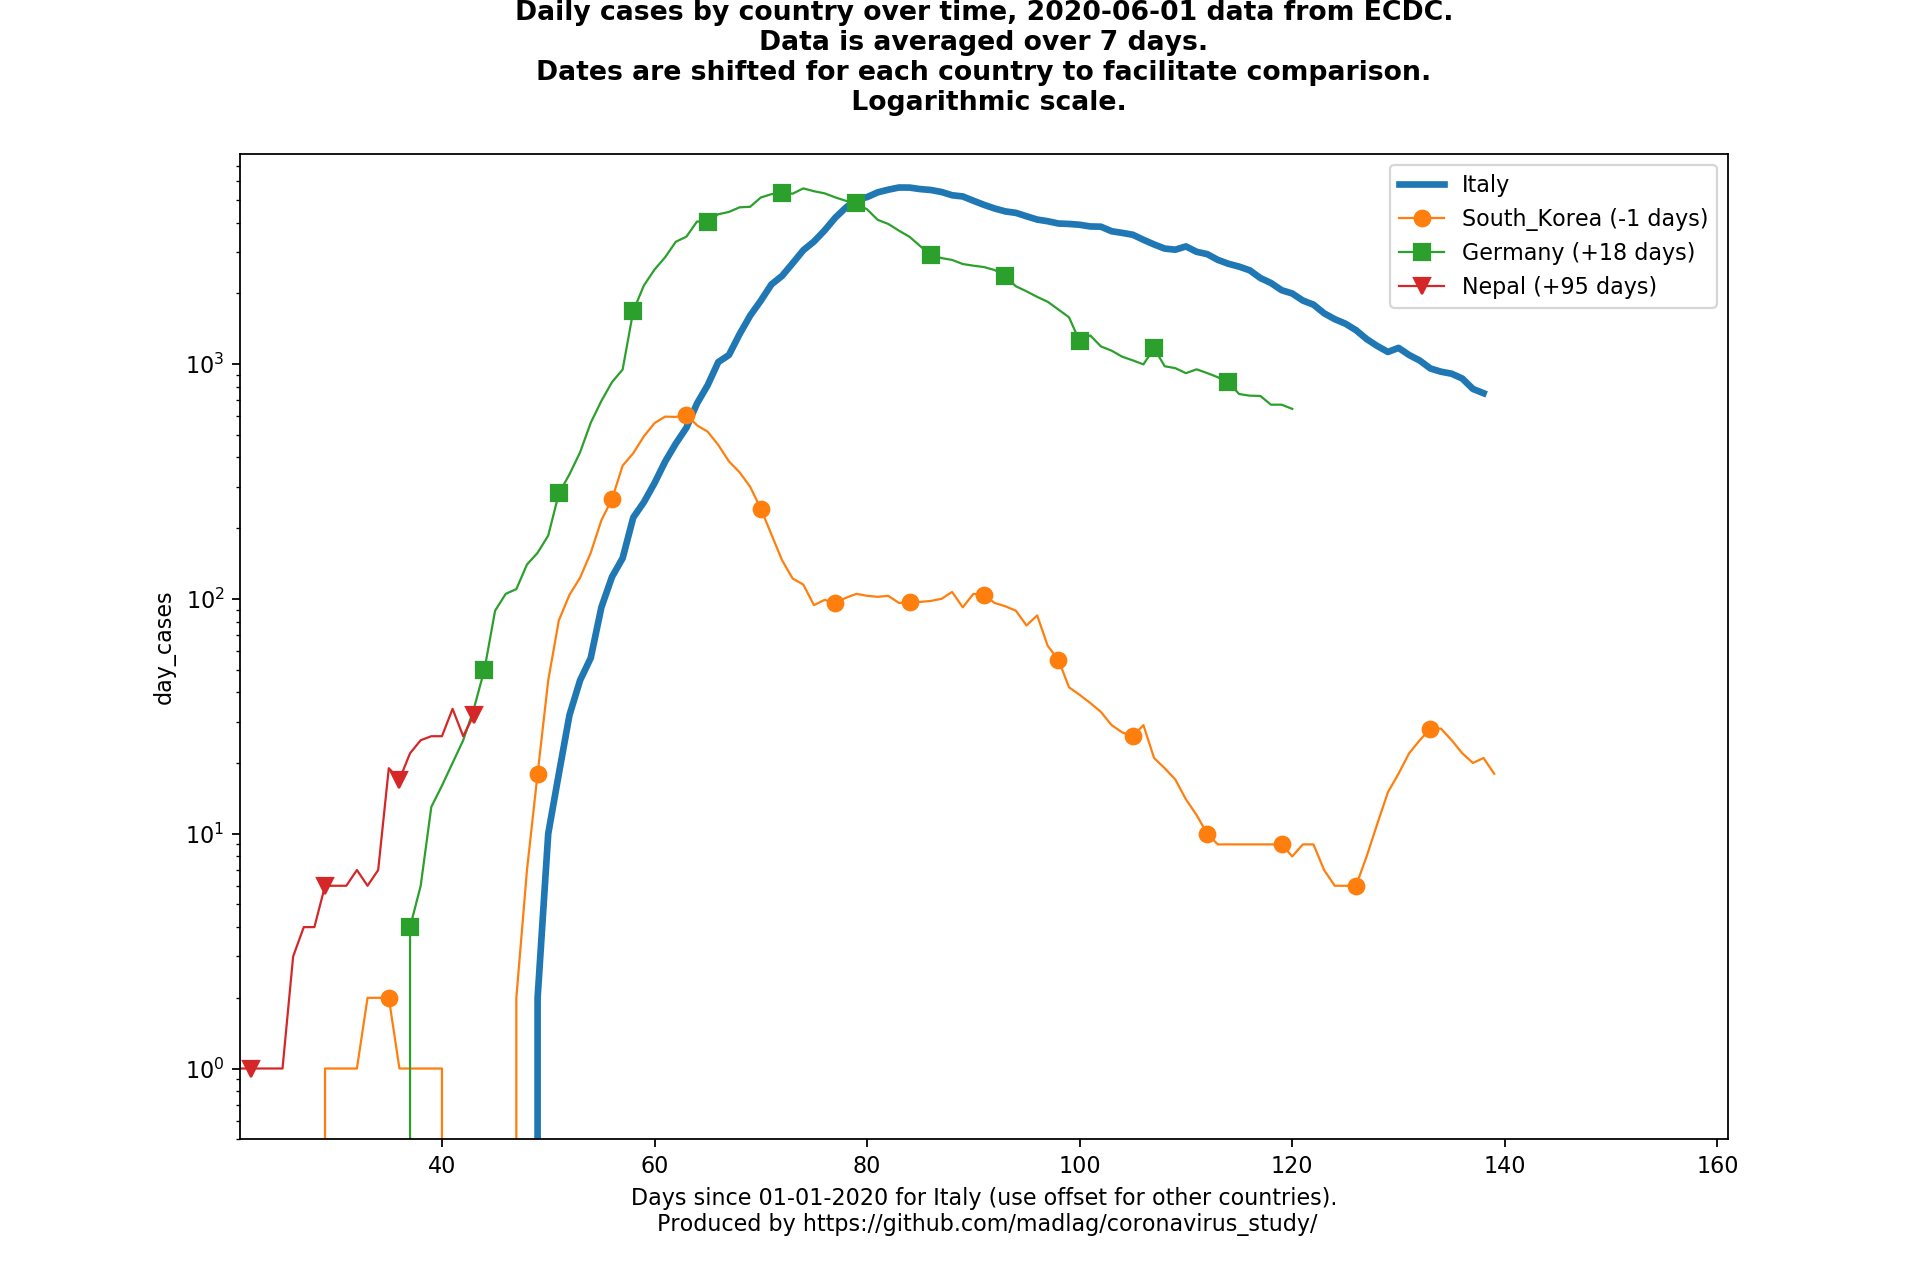 Daily cases by country over time, 2020-06-01 data from ECDC.
Data is averaged over 7 days.
Dates are shifted for each country to facilitate comparison.
Logarithmic scale.
Italy
South_Korea (-1 days)
Germany (+18 days)
Nepal (+95 days)
day_cases
10³
10²
10¹
10⁰
40 60 80 100 120 140 160
Days since 01-01-2020 for Italy (use offset for other countries).
Produced by https://github.com/madlag/coronavirus_study/